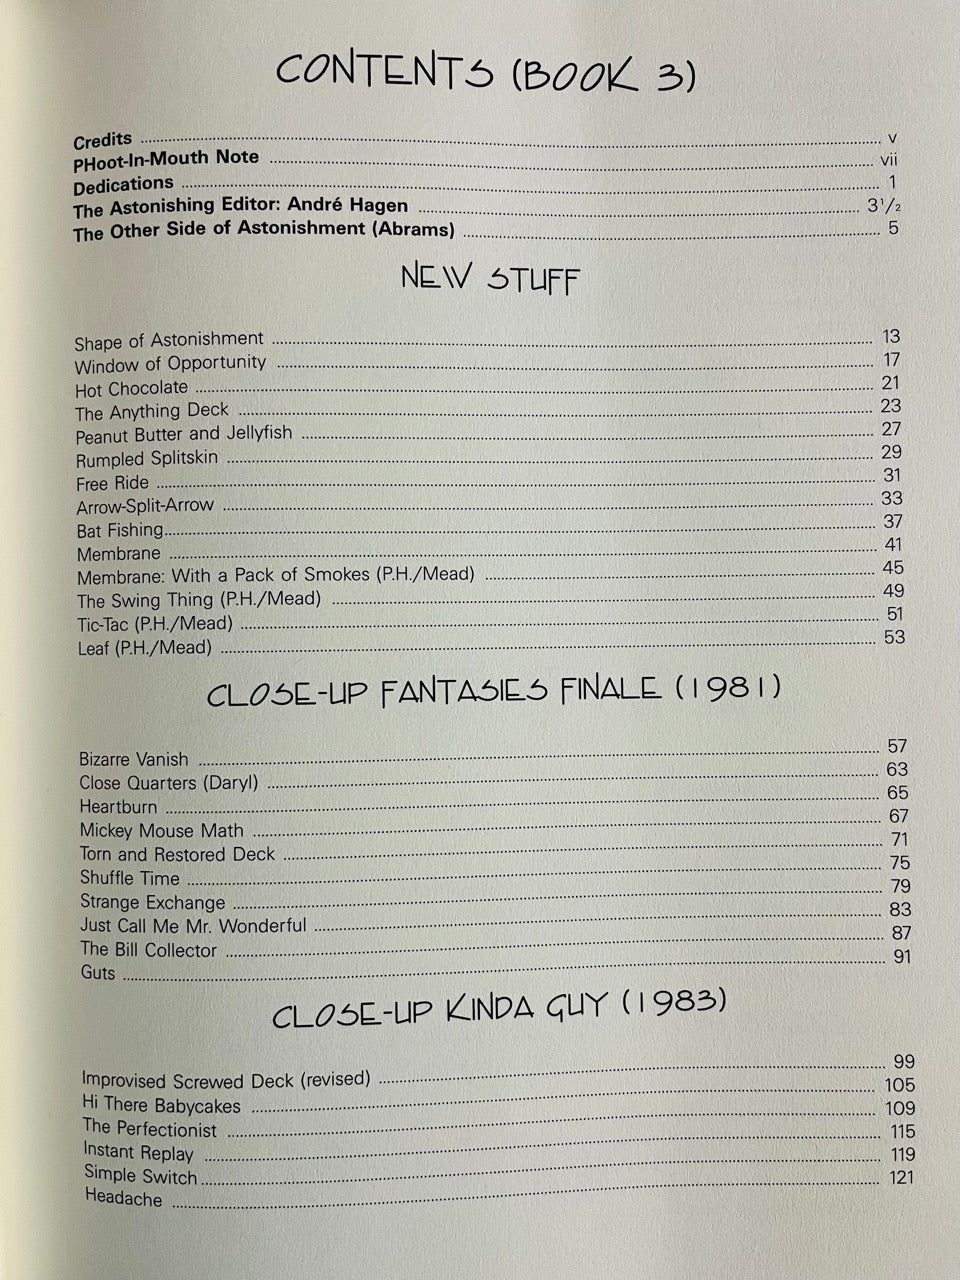 CONTENTS (BOOK 3)
Credits ........ v
PHoot-In-Mouth Note ........ vii
Dedications ........ 1
The Astonishing Editor: André Hagen ........ 3 1/2
The Other Side of Astonishment (Abrams) ........ 5
NEW STUFF
Shape of Astonishment ........ 13
Window of Opportunity ........ 17
Hot Chocolate ........ 21
The Anything Deck ........ 23
Peanut Butter and Jellyfish ........ 27
Rumpled Splitskin ........ 29
Free Ride ........ 31
Arrow-Split-Arrow ........ 33
Bat Fishing ........ 37
Membrane ........ 41
Membrane: With a Pack of Smokes (P.H./Mead) ........ 45
The Swing Thing (P.H./Mead) ........ 49
Tic-Tac (P.H./Mead) ........ 51
Leaf (P.H./Mead) ........ 53
CLOSE-UP FANTASIES FINALE (1981)
Bizarre Vanish ........ 57
Close Quarters (Daryl) ........ 63
Heartburn ........ 65
Mickey Mouse Math ........ 67
Torn and Restored Deck ........ 71
Shuffle Time ........ 75
Strange Exchange ........ 79
Just Call Me Mr. Wonderful ........ 83
The Bill Collector ........ 87
Guts ........ 91
CLOSE-UP KINDA GUY (1983)
Improvised Screwed Deck (revised) ........ 99
Hi There Babycakes ........ 105
The Perfectionist ........ 109
Instant Replay ........ 115
Simple Switch ........ 119
Headache ........ 121